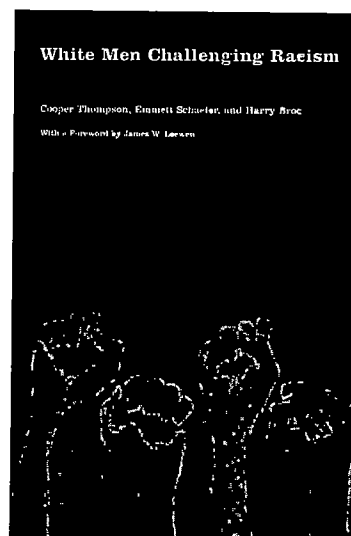 White Men Challenging Racism
Cooper Thompson, Emmett Schaefer, and Harry Brod
With a Foreword by James W. Loewen